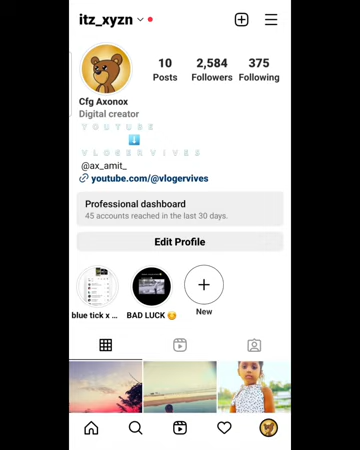 itz_xyzn
10 2,584 375
Posts Followers Following
Cfg Axonox
Digital creator
Y O U T U B E
V L O G E R V I V E S
@ax_amit_
youtube.com/@vlogervives
Professional dashboard
45 accounts reached in the last 30 days.
Edit Profile
blue tick x ... BAD LUCK 😔 New